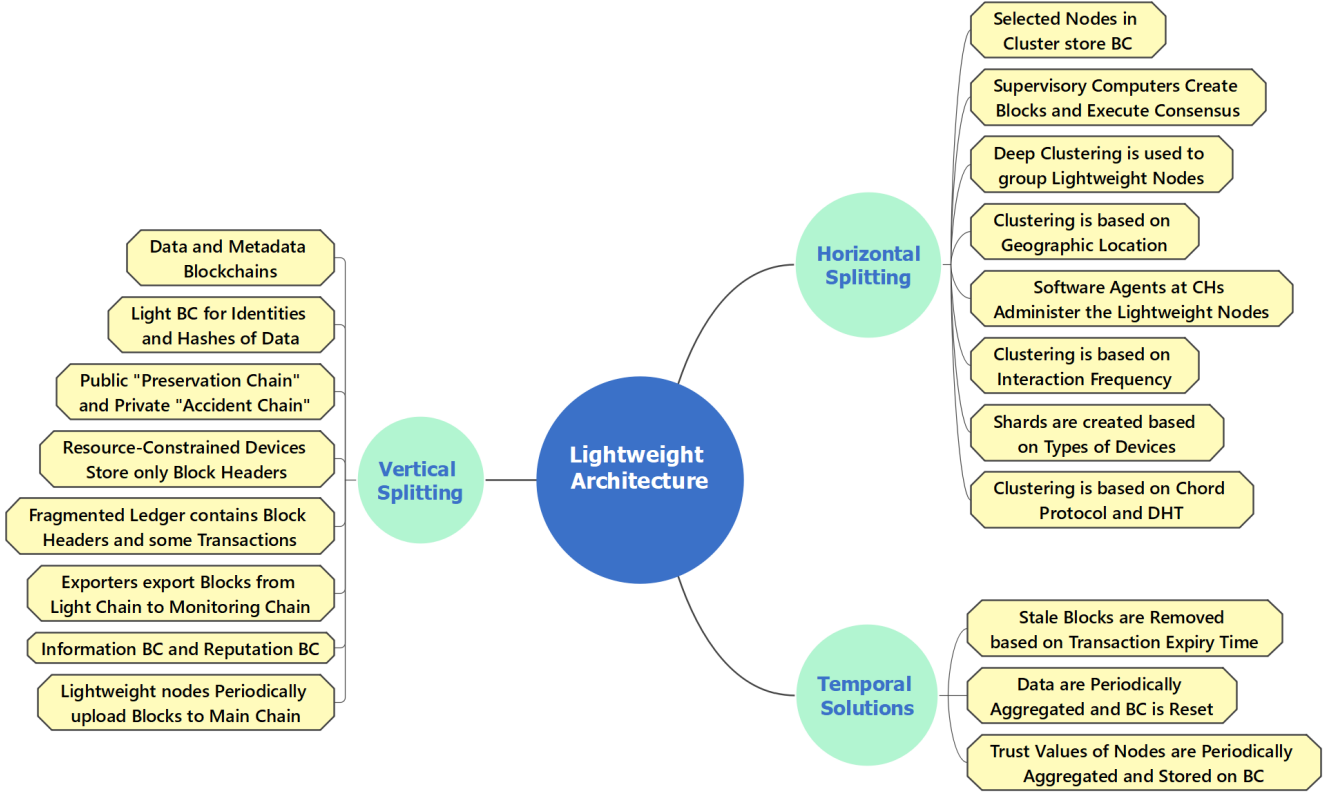 Lightweight
Architecture
Vertical
Splitting
Data and Metadata
Blockchains
Light BC for Identities
and Hashes of Data
Public "Preservation Chain"
and Private "Accident Chain"
Resource-Constrained Devices
Store only Block Headers
Fragmented Ledger contains Block
Headers and some Transactions
Exporters export Blocks from
Light Chain to Monitoring Chain
Information BC and Reputation BC
Lightweight nodes Periodically
upload Blocks to Main Chain
Horizontal
Splitting
Selected Nodes in
Cluster store BC
Supervisory Computers Create
Blocks and Execute Consensus
Deep Clustering is used to
group Lightweight Nodes
Clustering is based on
Geographic Location
Software Agents at CHs
Administer the Lightweight Nodes
Clustering is based on
Interaction Frequency
Shards are created based
on Types of Devices
Clustering is based on Chord
Protocol and DHT
Temporal
Solutions
Stale Blocks are Removed
based on Transaction Expiry Time
Data are Periodically
Aggregated and BC is Reset
Trust Values of Nodes are Periodically
Aggregated and Stored on BC